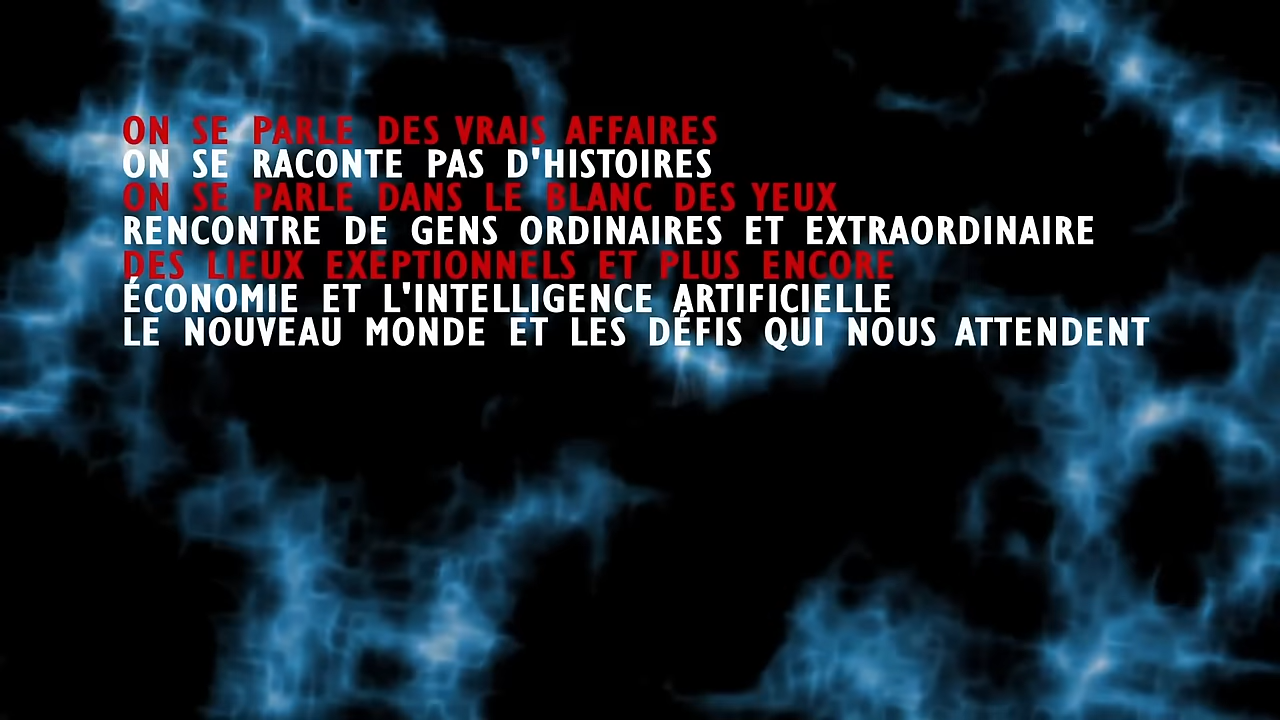 ON SE PARLE DES VRAIS AFFAIRES
ON SE RACONTE PAS D'HISTOIRES
ON SE PARLE DANS LE BLANC DES YEUX
RENCONTRE DE GENS ORDINAIRES ET EXTRAORDINAIRE
DES LIEUX EXEPTIONNELS ET PLUS ENCORE
ÉCONOMIE ET L'INTELLIGENCE ARTIFICIELLE
LE NOUVEAU MONDE ET LES DÉFIS QUI NOUS ATTENDENT